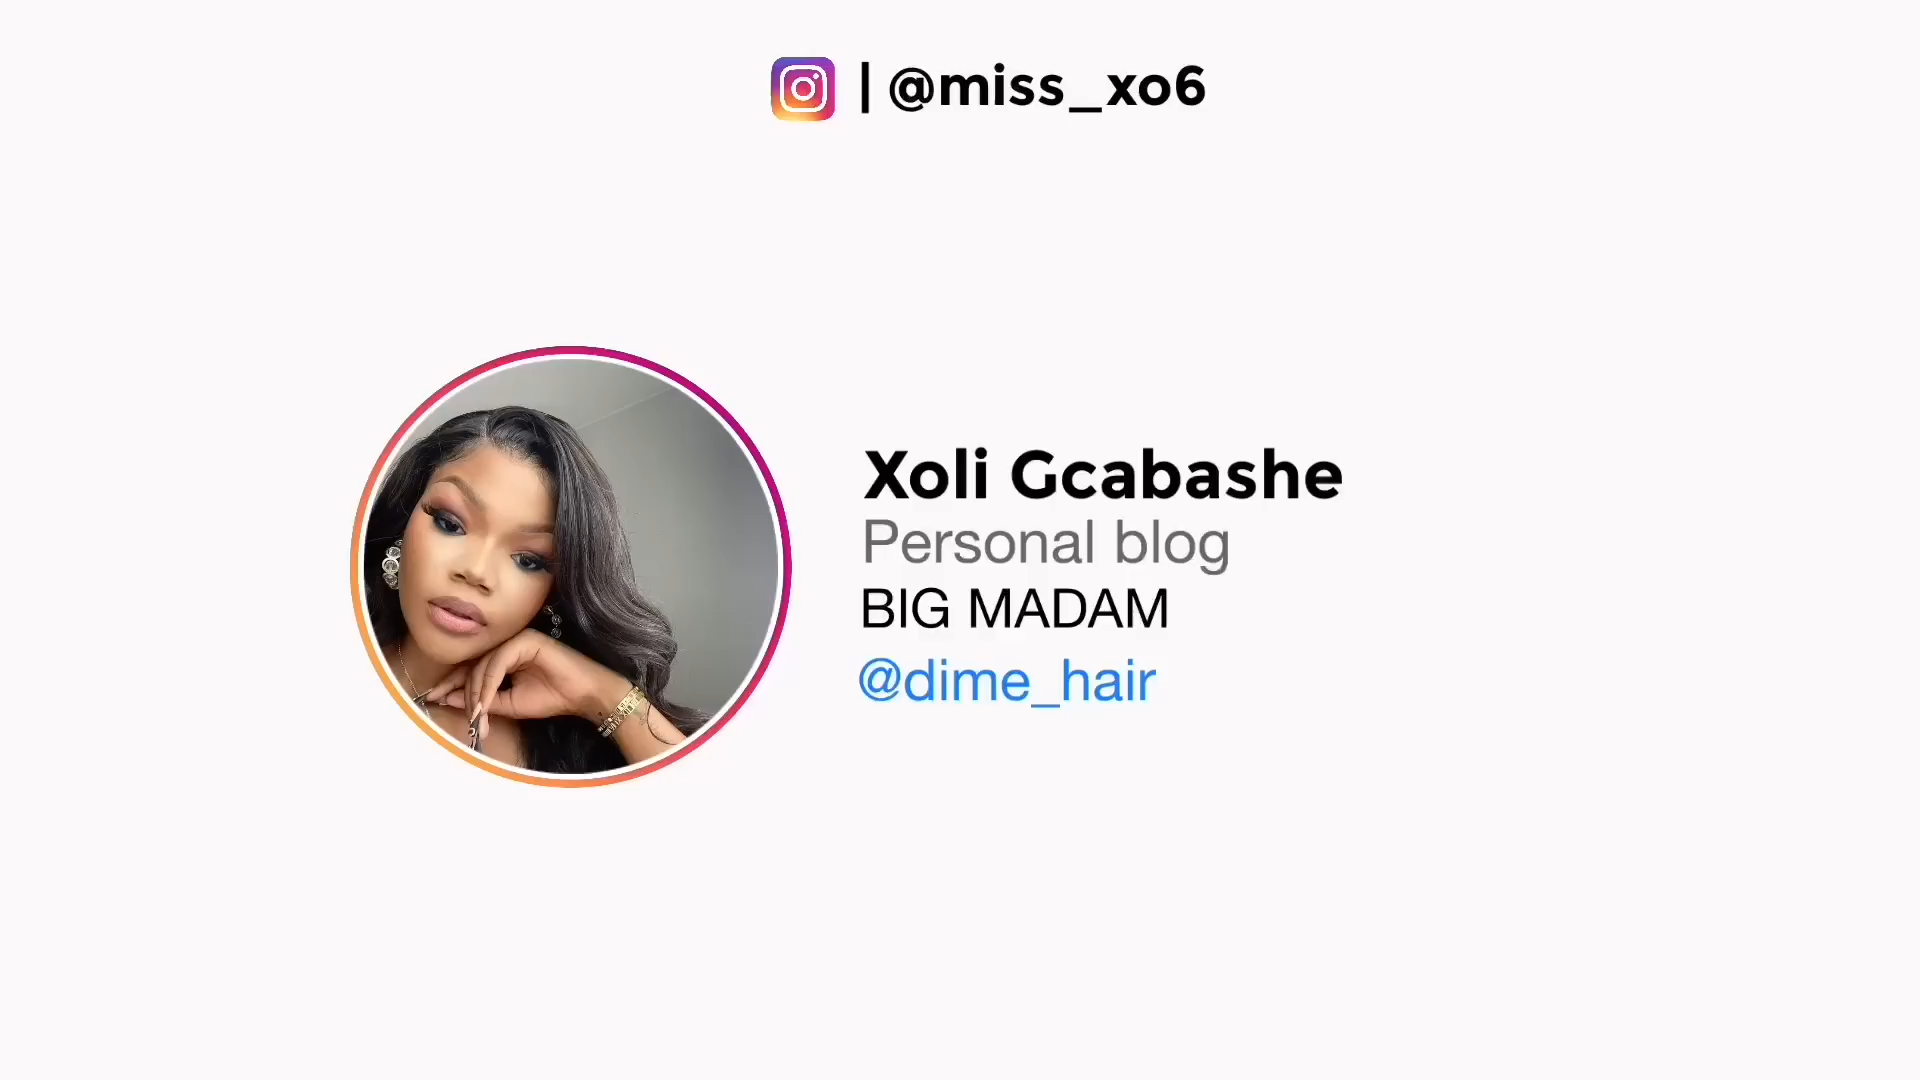 | @miss_xo6
Xoli Gcabashe
Personal blog
BIG MADAM
@dime_hair